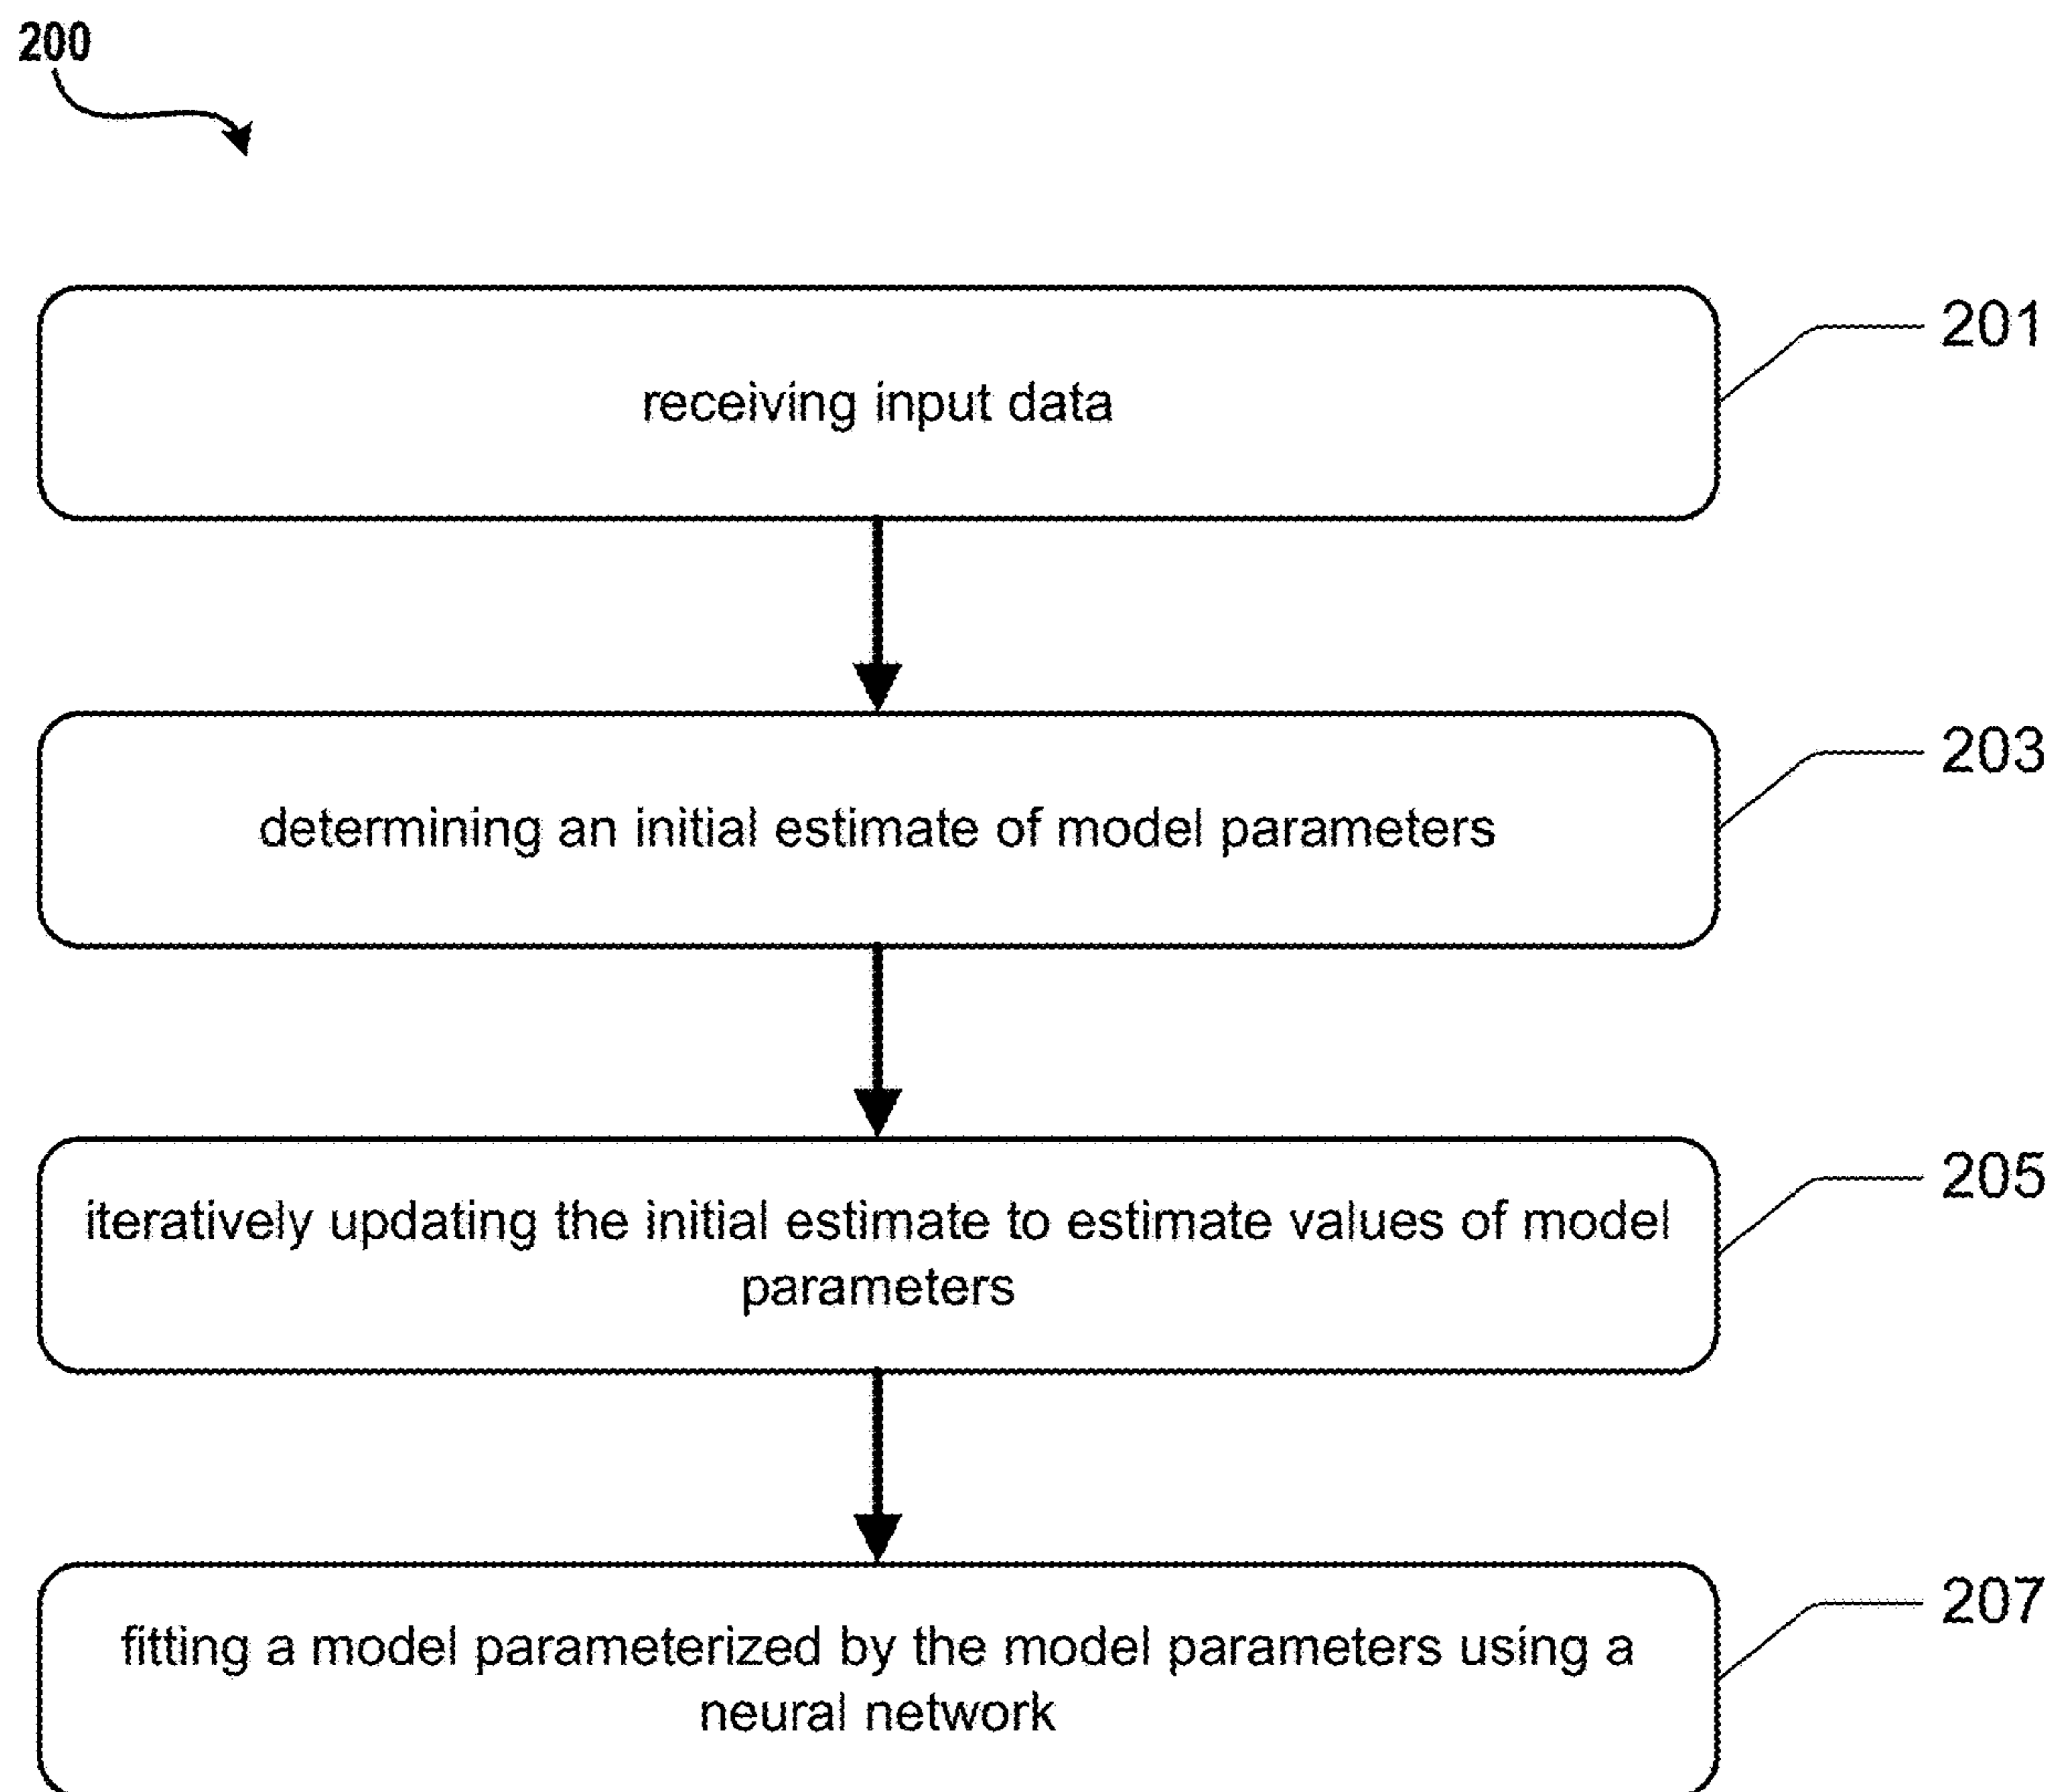 200
receiving input data
201
determining an initial estimate of model parameters
203
iteratively updating the initial estimate to estimate values of model
parameters
205
fitting a model parameterized by the model parameters using a
neural network
207